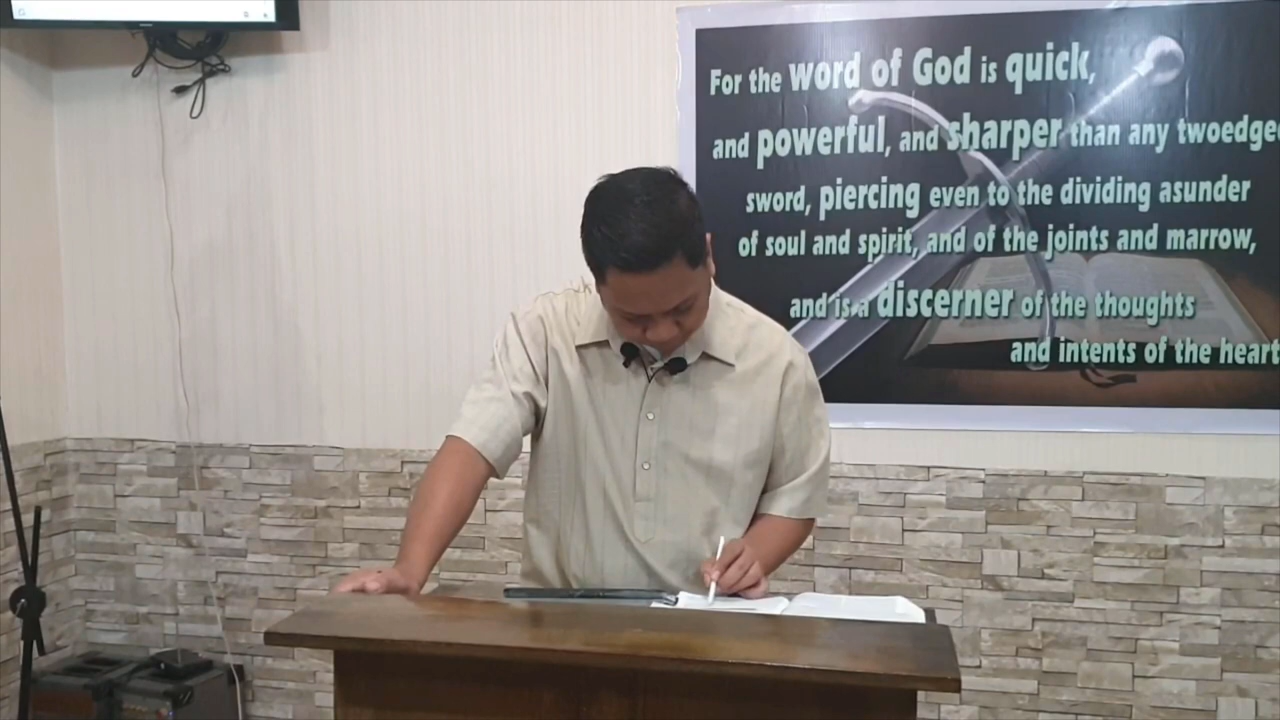 For the word of God is quick,
and powerful, and sharper than any twoedge
sword, piercing even to the dividing asunder
of soul and spirit, and of the joints and marrow,
and is a discerner of the thoughts
and intents of the heart